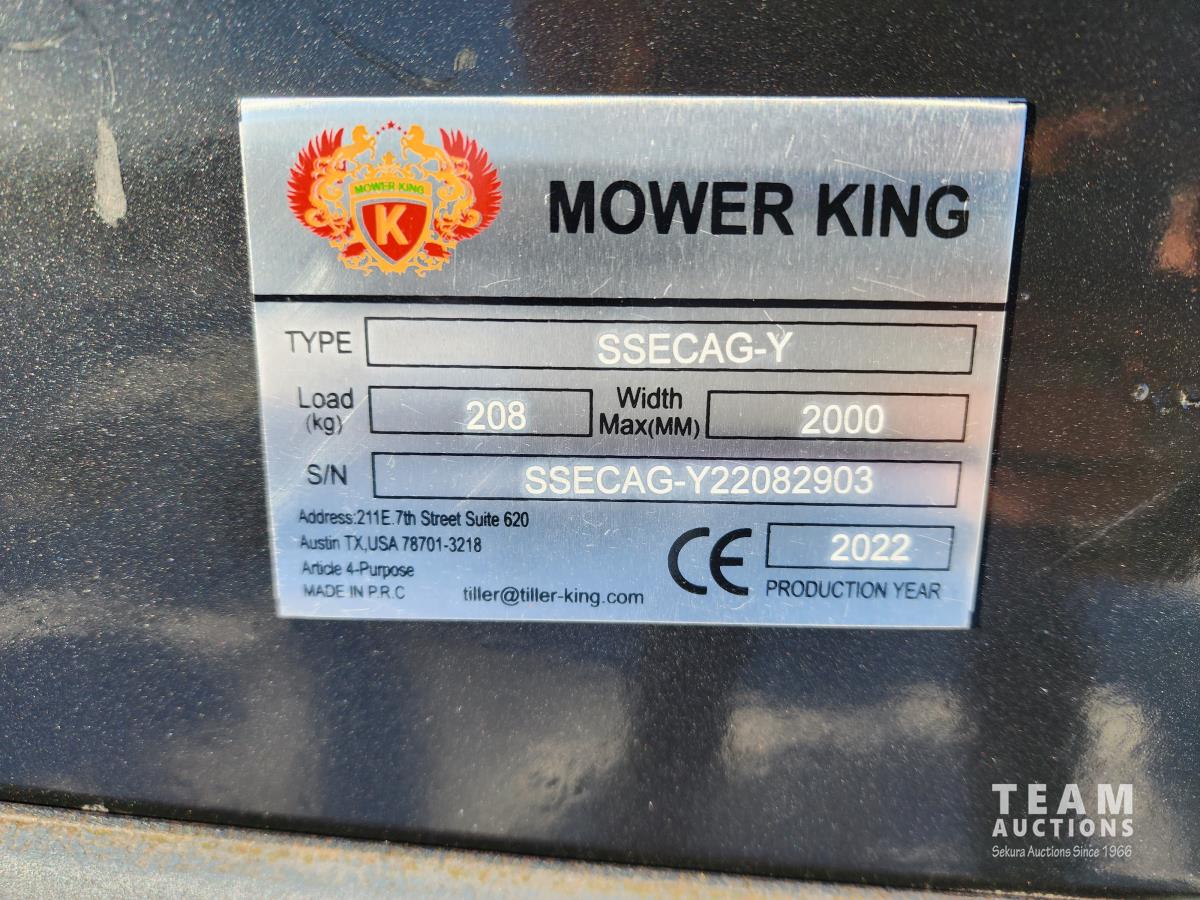 MOWER KING
K
MOWER KING
TYPE SSECAG-Y
Load (kg) 208 Width Max(MM) 2000
S/N SSECAG-Y22082903
Address:211E.7th Street Suite 620
Austin TX,USA 78701-3218
Article 4-Purpose
MADE IN P.R.C
tiller@tiller-king.com
CE 2022
PRODUCTION YEAR
TEAM
AUCTIONS
Sekura Auctions Since 1966